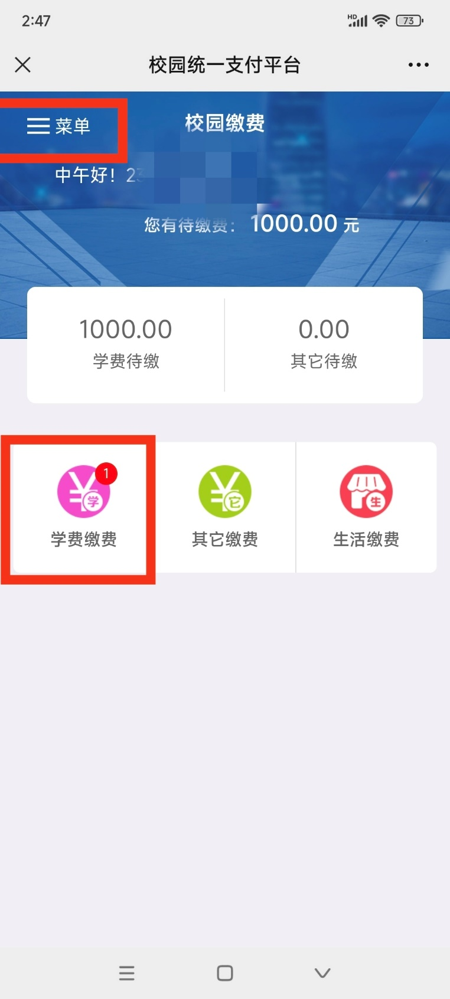 2:47
HD
73
校园统一支付平台
菜单
校园缴费
中午好！23
您有待缴费： 1000.00 元
1000.00
0.00
学费待缴
其它待缴
1
学
它
生
学费缴费
其它缴费
生活缴费